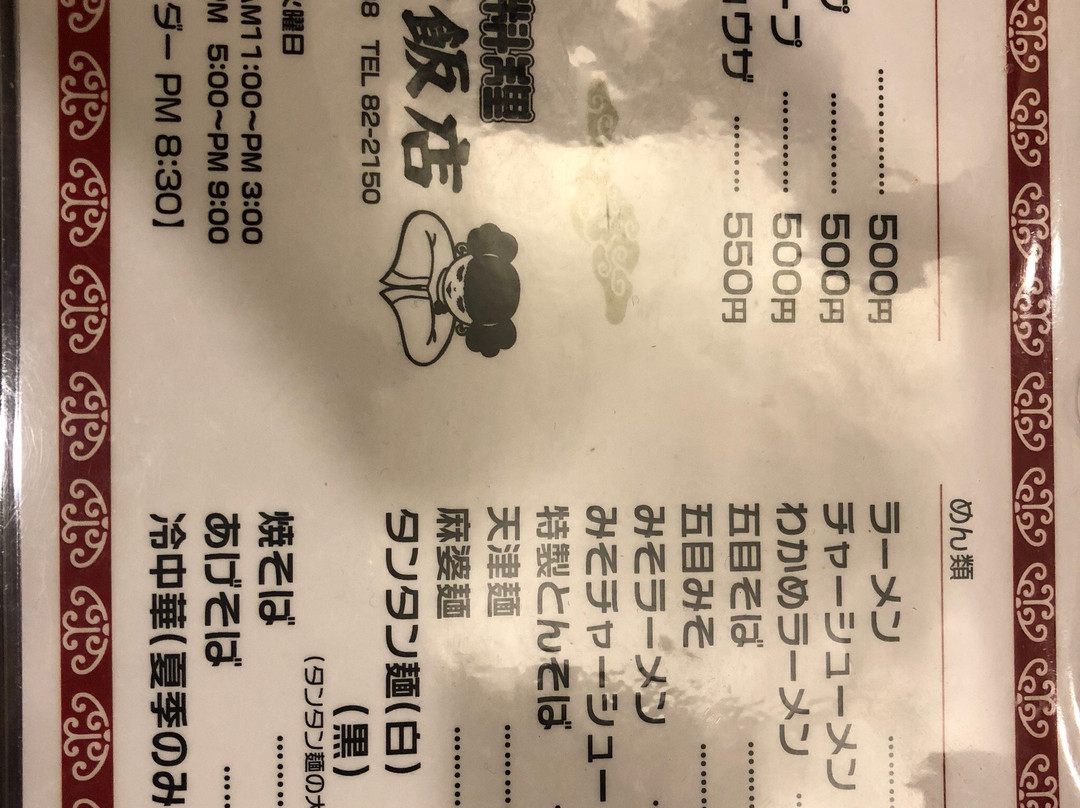 プ ………… 500円
ープ ………… 500円
………… 500円
コウザ ……… 550円
料理
飯店
8 TEL 82-2150
火曜日
AM11:00〜PM 3:00
PM 5:00〜PM 9:00
ダー PM 8:30】
めん類
ラーメン
チャーシューメン
わかめラーメン
五目そば
五目みそ
みそラーメン
みそチャーシュー
特製とんそば
天津麺
麻婆麺
タンタン麺(白)
(黒)
(タンタン麺の大
焼そば
あげそば
冷中華(夏季のみ